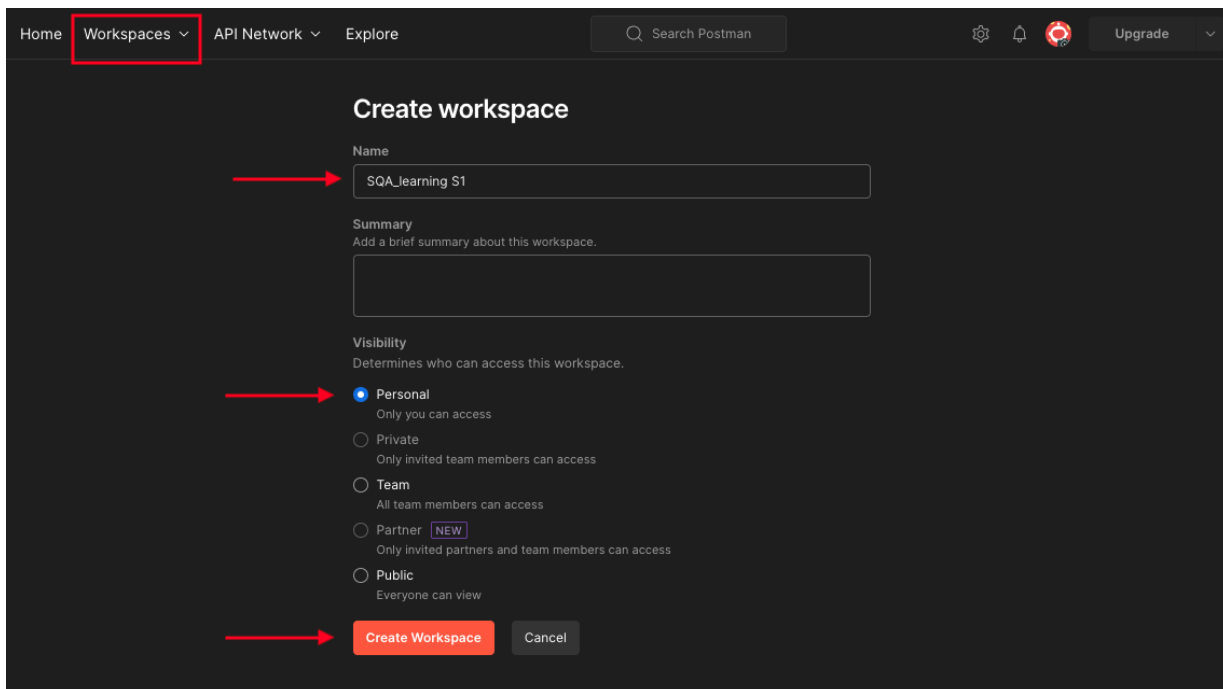 Home Workspaces API Network Explore Search Postman Upgrade
Create workspace
Name
SQA_learning S1
Summary
Add a brief summary about this workspace.
Visibility
Determines who can access this workspace.
Personal
Only you can access
Private
Only invited team members can access
Team
All team members can access
Partner NEW
Only invited partners and team members can access
Public
Everyone can view
Create Workspace Cancel